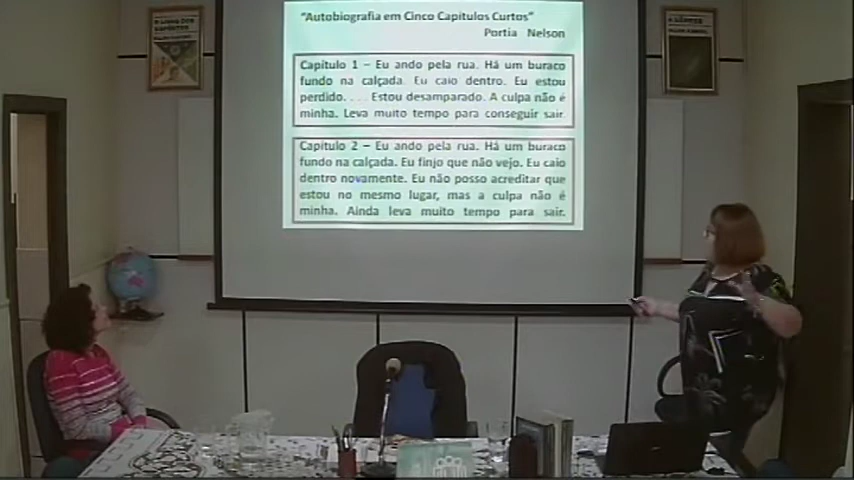 "Autobiografia em Cinco Capítulos Curtos"
Portia Nelson
Capítulo 1 – Eu ando pela rua. Há um buraco
fundo na calçada. Eu caio dentro. Eu estou
perdido. . . . Estou desamparado. A culpa não é
minha. Leva muito tempo para conseguir sair.
Capítulo 2 – Eu ando pela rua. Há um buraco
fundo na calçada. Eu finjo que não vejo. Eu caio
dentro novamente. Eu não posso acreditar que
estou no mesmo lugar, mas a culpa não é
minha. Ainda leva muito tempo para sair.
O LIVRO DOS
ESPÍRITOS